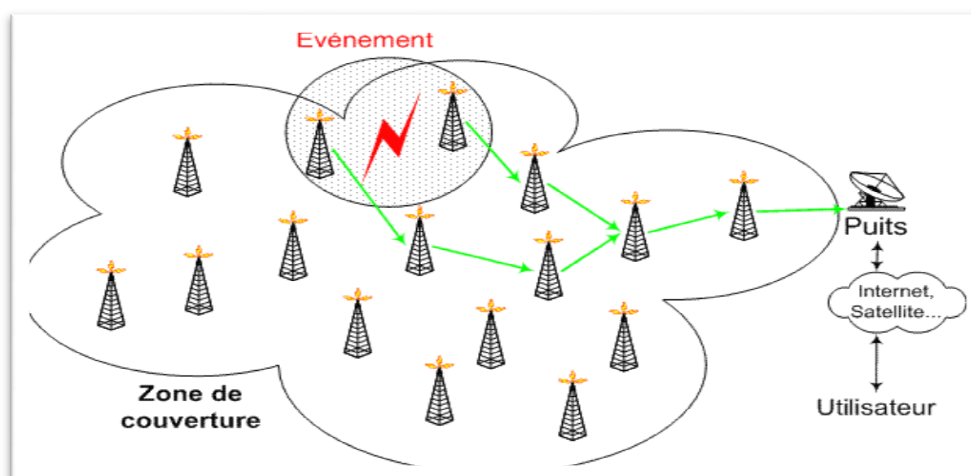 Evénement
Puits
Internet,
Satellite...
Zone de
couverture
Utilisateur